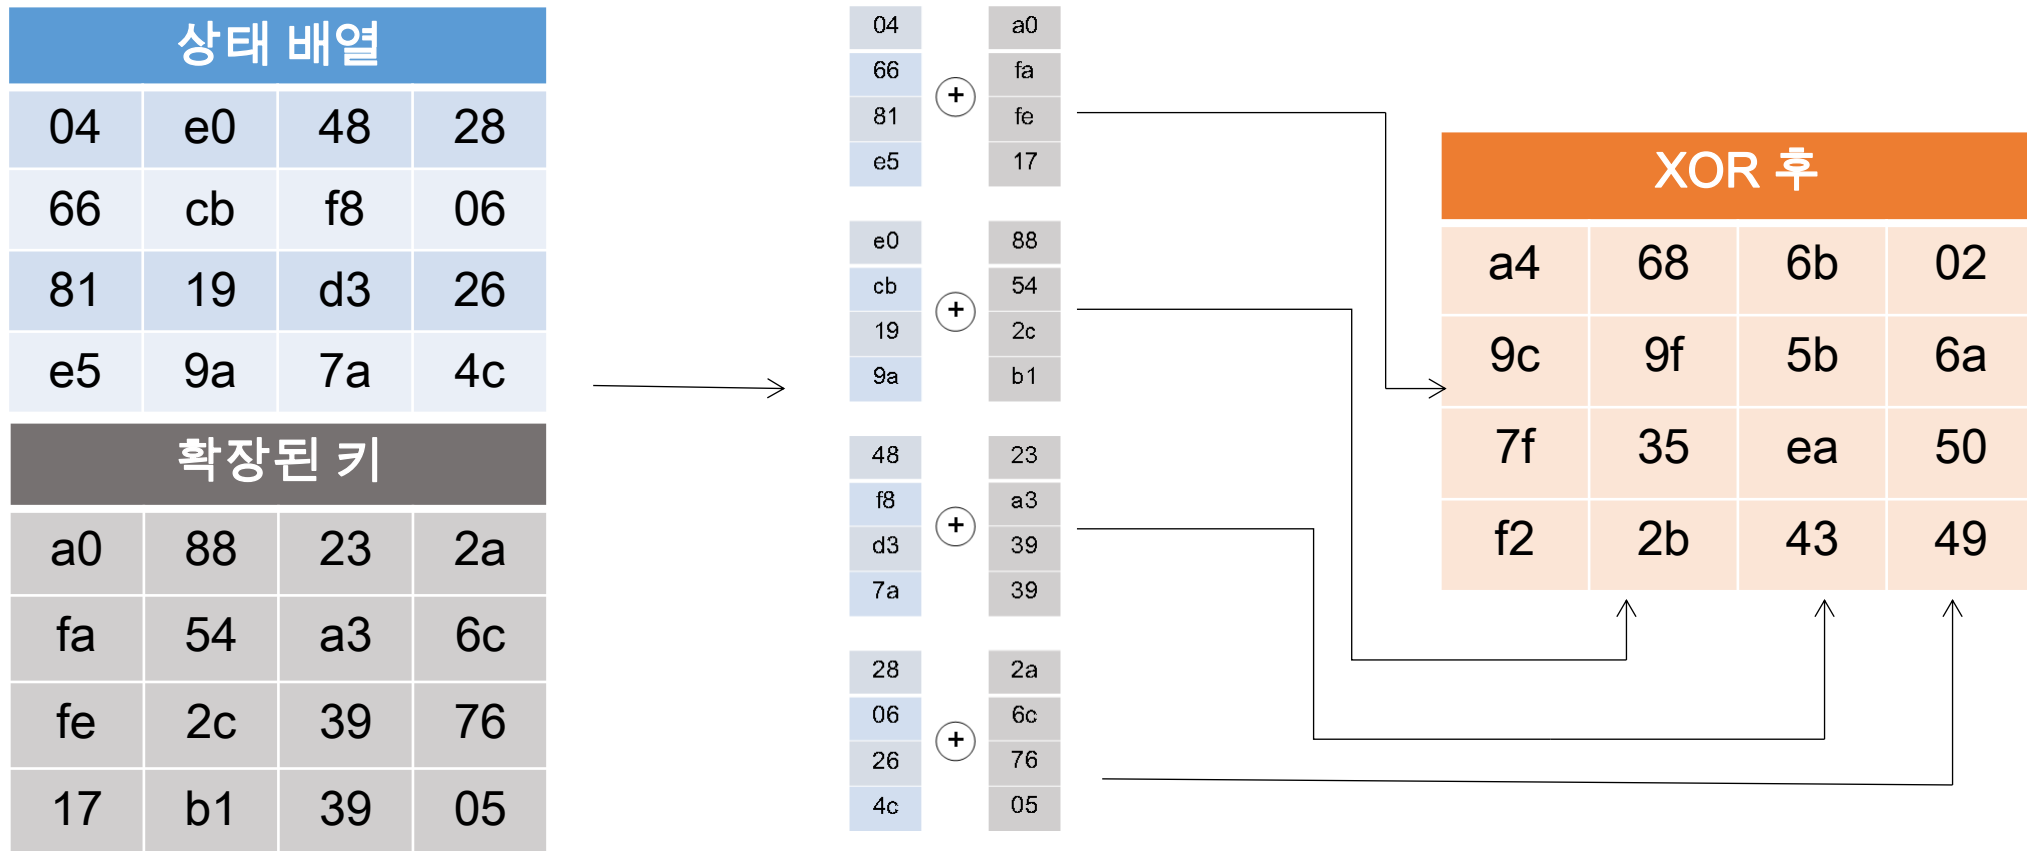 상태 배열
04 e0 48 28
66 cb f8 06
81 19 d3 26
e5 9a 7a 4c
확장된 키
a0 88 23 2a
fa 54 a3 6c
fe 2c 39 76
17 b1 39 05
04 a0
66 fa
+
81 fe
e5 17
e0 88
cb 54
+
19 2c
9a b1
48 23
f8 a3
+
d3 39
7a 39
28 2a
06 6c
+
26 76
4c 05
XOR 후
a4 68 6b 02
9c 9f 5b 6a
7f 35 ea 50
f2 2b 43 49